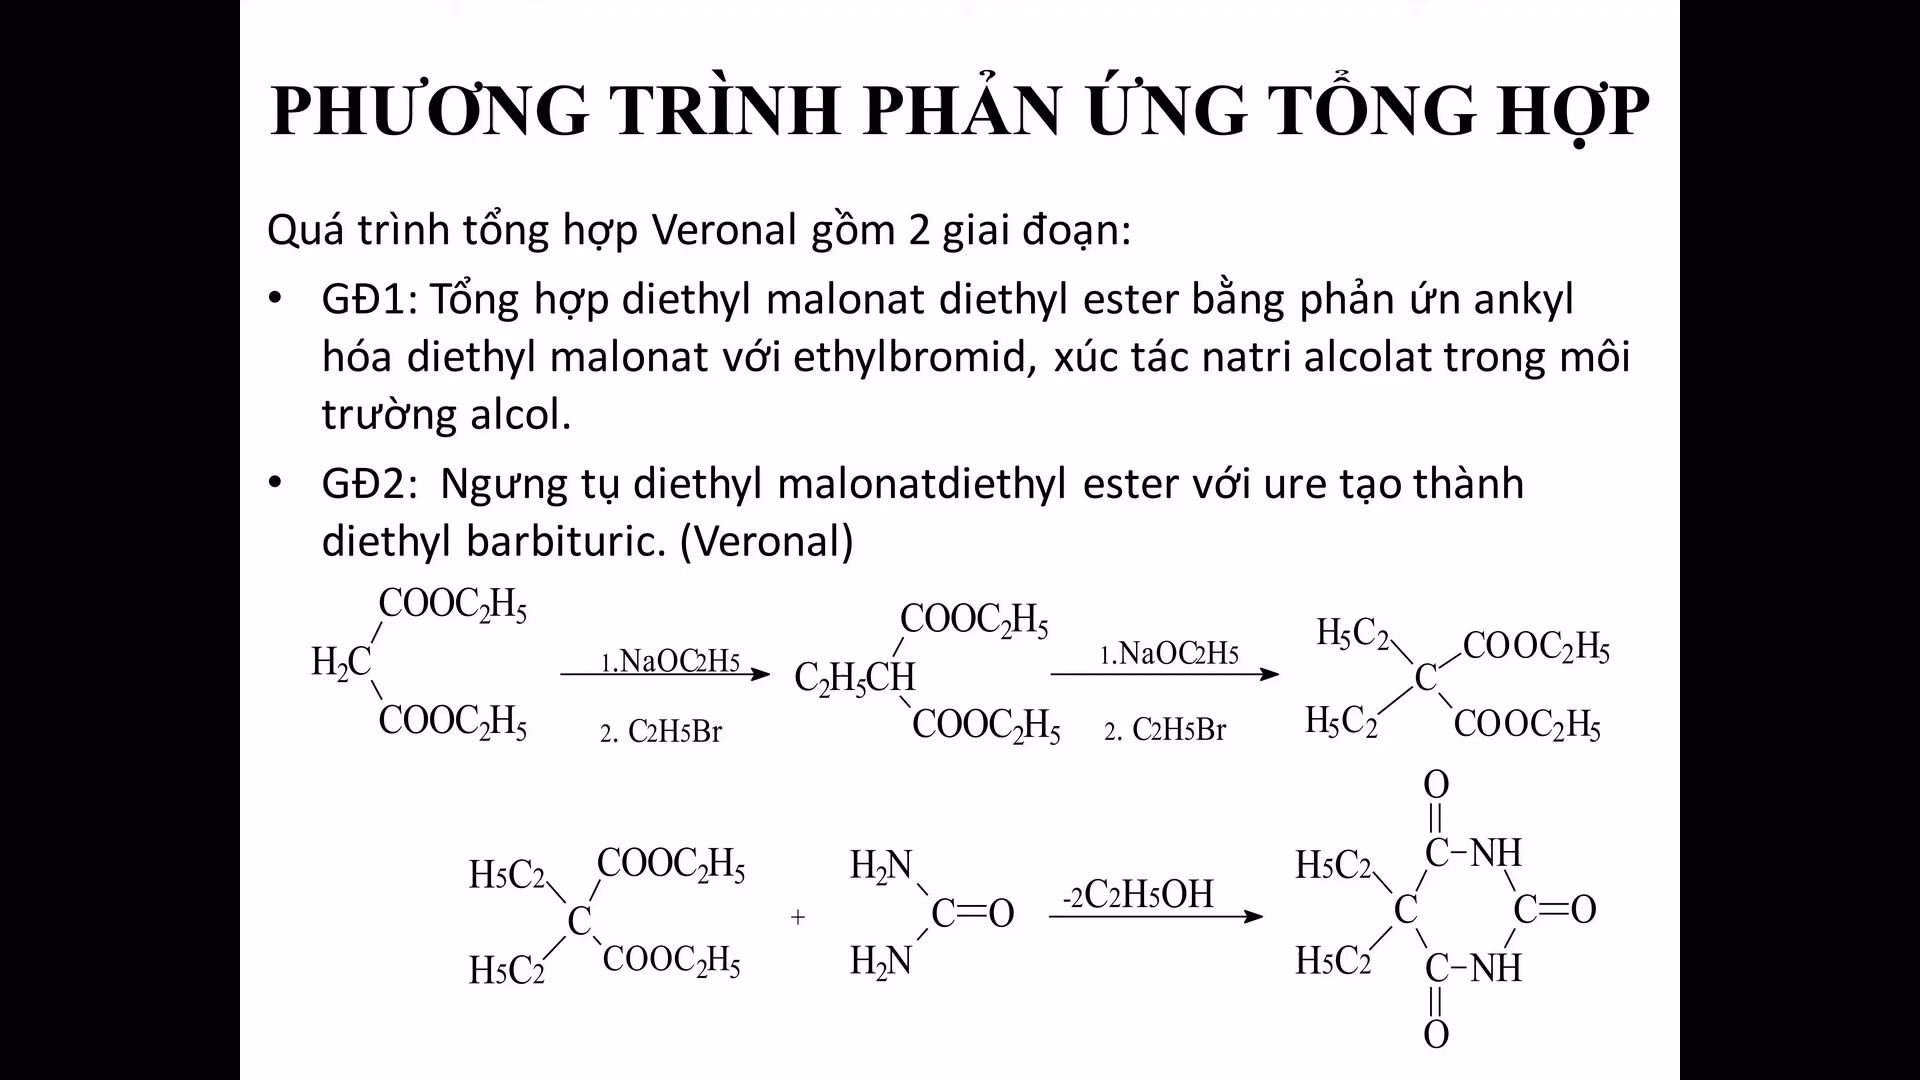 PHƯƠNG TRÌNH PHẢN ỨNG TỔNG HỢP
Quá trình tổng hợp Veronal gồm 2 giai đoạn:
• GĐ1: Tổng hợp diethyl malonat diethyl ester bằng phản ứn ankyl
hóa diethyl malonat với ethylbromid, xúc tác natri alcolat trong môi
trường alcol.
• GĐ2: Ngưng tụ diethyl malonatdiethyl ester với ure tạo thành
diethyl barbituric. (Veronal)
COOC2H5
H2C
COOC2H5
1.NaOC2H5
2. C2H5Br
COOC2H5
C2H5CH
COOC2H5
1.NaOC2H5
2. C2H5Br
H5C2 COOC2H5
C
H5C2 COOC2H5
H5C2 COOC2H5
C
H5C2 COOC2H5
+
H2N
C=O
H2N
-2C2H5OH
O
H5C2 C-NH
C C=O
H5C2 C-NH
O